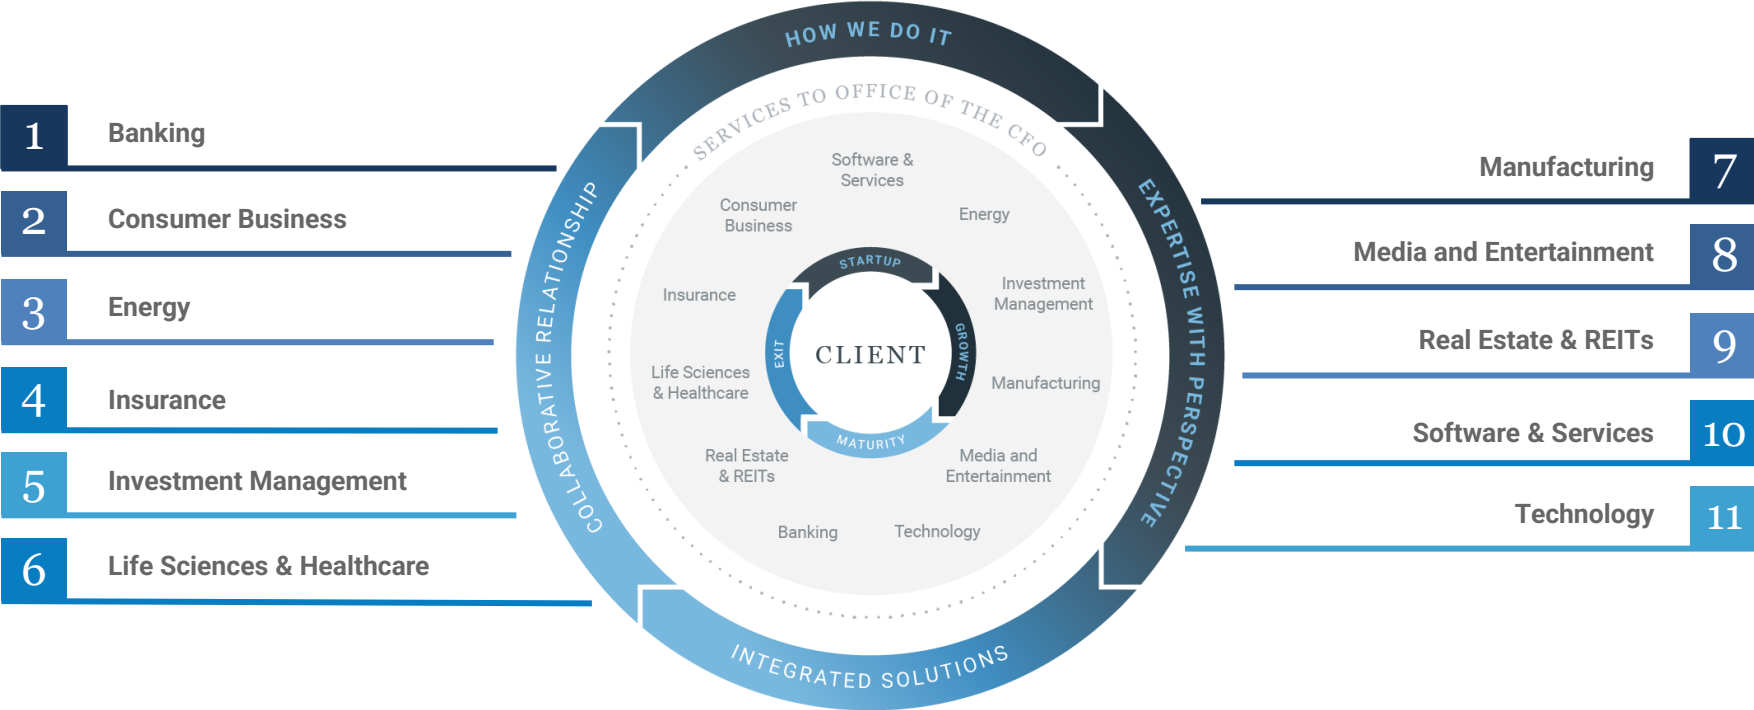 1
Banking
2
Consumer Business
3
Energy
4
Insurance
5
Investment Management
6
Life Sciences & Healthcare
HOW WE DO IT
EXPERTISE WITH PERSPECTIVE
INTEGRATED SOLUTIONS
COLLABORATIVE RELATIONSHIP
SERVICES TO OFFICE OF THE CFO
Software &
Services
Energy
Investment
Management
Manufacturing
Media and
Entertainment
Technology
Banking
Real Estate
& REITs
Life Sciences
& Healthcare
Insurance
Consumer
Business
STARTUP
GROWTH
MATURITY
EXIT
CLIENT
Manufacturing
7
Media and Entertainment
8
Real Estate & REITs
9
Software & Services
10
Technology
11